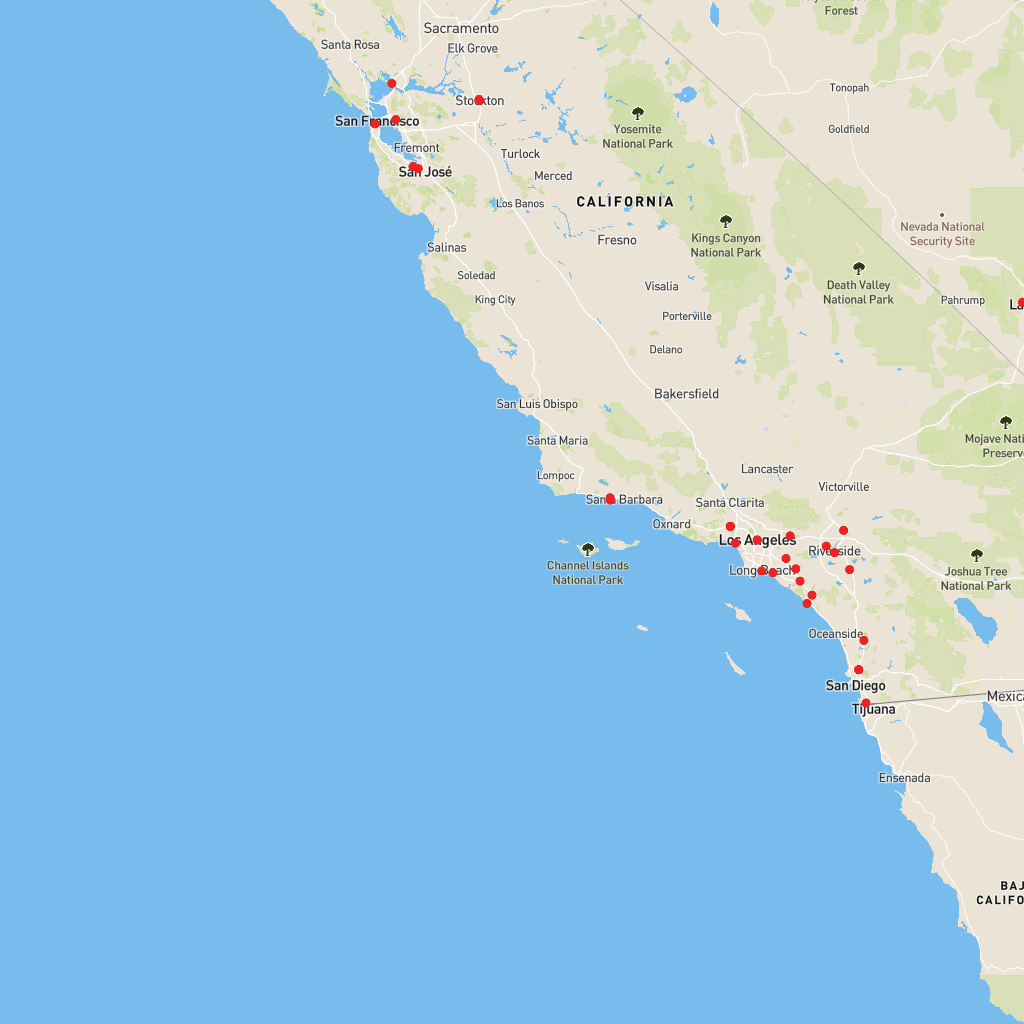 Forest
Sacramento
Santa Rosa
Elk Grove
Tonopah
Stockton
San Francisco
Goldfield
Yosemite
National Park
Fremont
Turlock
San José
Merced
CALIFORNIA
Los Banos
Nevada National
Security Site
Fresno
Kings Canyon
National Park
Salinas
Soledad
Visalia
Death Valley
National Park
King City
Pahrump
La
Porterville
Delano
Bakersfield
San Luis Obispo
Santa Maria
Mojave Nati
Preserv
Lancaster
Lompoc
Victorville
Santa Barbara
Santa Clarita
Oxnard
Los Angeles
Riverside
Channel Islands
National Park
Long Beach
Joshua Tree
National Park
Oceanside
San Diego
Mexica
Tijuana
Ensenada
BAJ
CALIFO